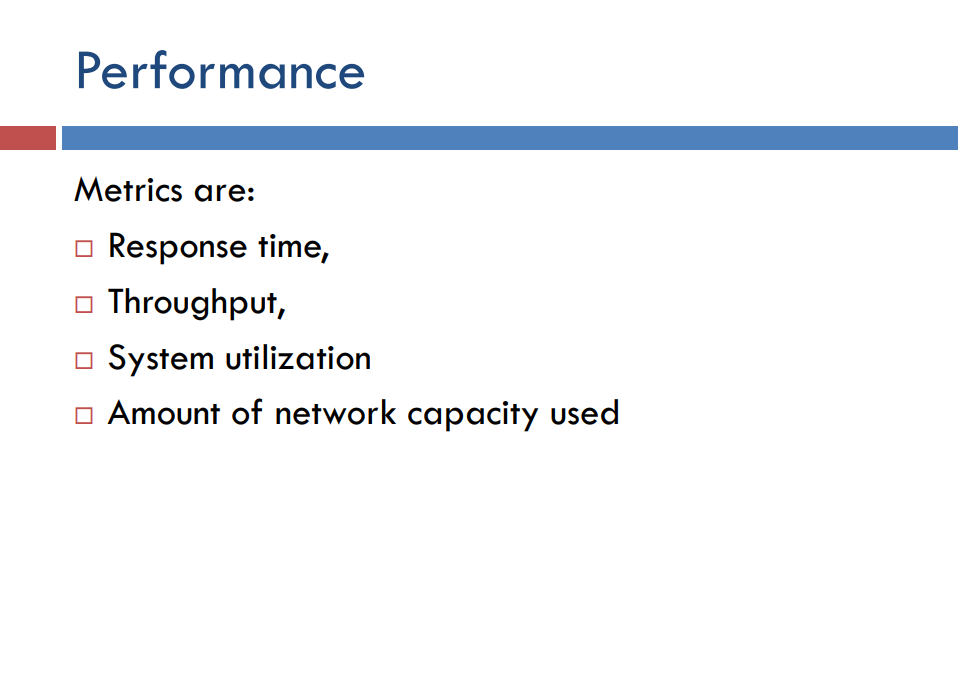 Performance
Metrics are:
Response time,
Throughput,
System utilization
Amount of network capacity used